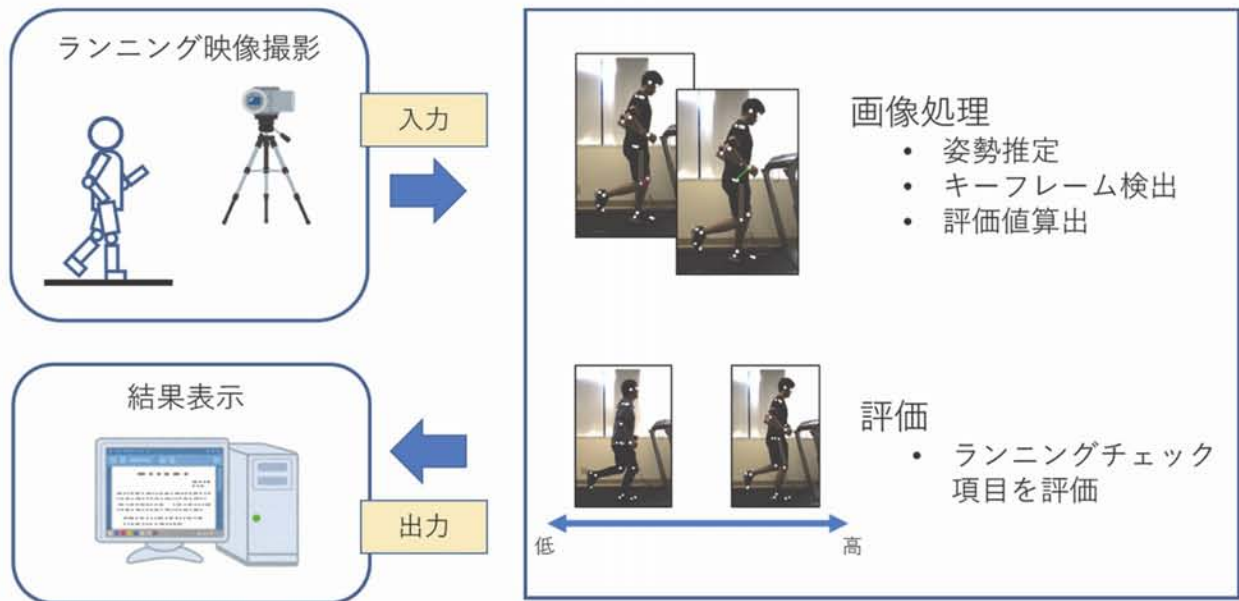 ランニング映像撮影
入力
画像処理
• 姿勢推定
• キーフレーム検出
• 評価値算出
評価
• ランニングチェック
項目を評価
低
高
出力
結果表示